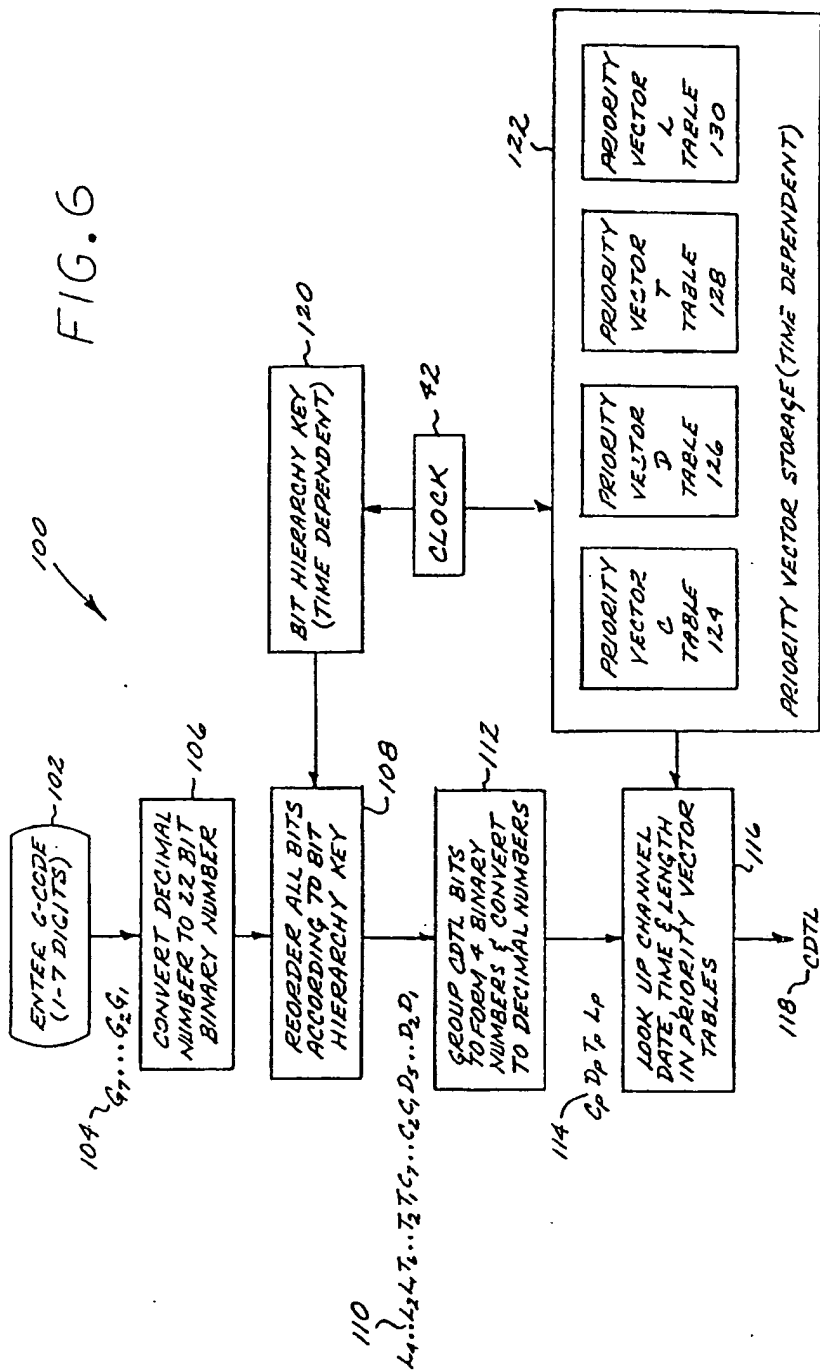 FIG. 6
100
102
ENTER G-CODE
(1-7 DIGITS)
104
G7...G2G1
106
CONVERT DECIMAL
NUMBER TO 22 BIT
BINARY NUMBER
108
REORDER ALL BITS
ACCORDING TO BIT
HIERARCHY KEY
120
BIT HIERARCHY KEY
(TIME DEPENDENT)
42
CLOCK
110
L4..L2L1T6..T2T1C7..C2C1D5..D2D1
112
GROUP CDTL BITS
TO FORM 4 BINARY
NUMBERS & CONVERT
TO DECIMAL NUMBERS
114
CP DP TP LP
116
LOOK UP CHANNEL
DATE TIME & LENGTH
IN PRIORITY VECTOR
TABLES
118
CDTL
122
PRIORITY
VECTOR
C
TABLE
124
PRIORITY
VECTOR
D
TABLE
126
PRIORITY
VECTOR
T
TABLE
128
PRIORITY
VECTOR
L
TABLE
130
PRIORITY VECTOR STORAGE (TIME DEPENDENT)